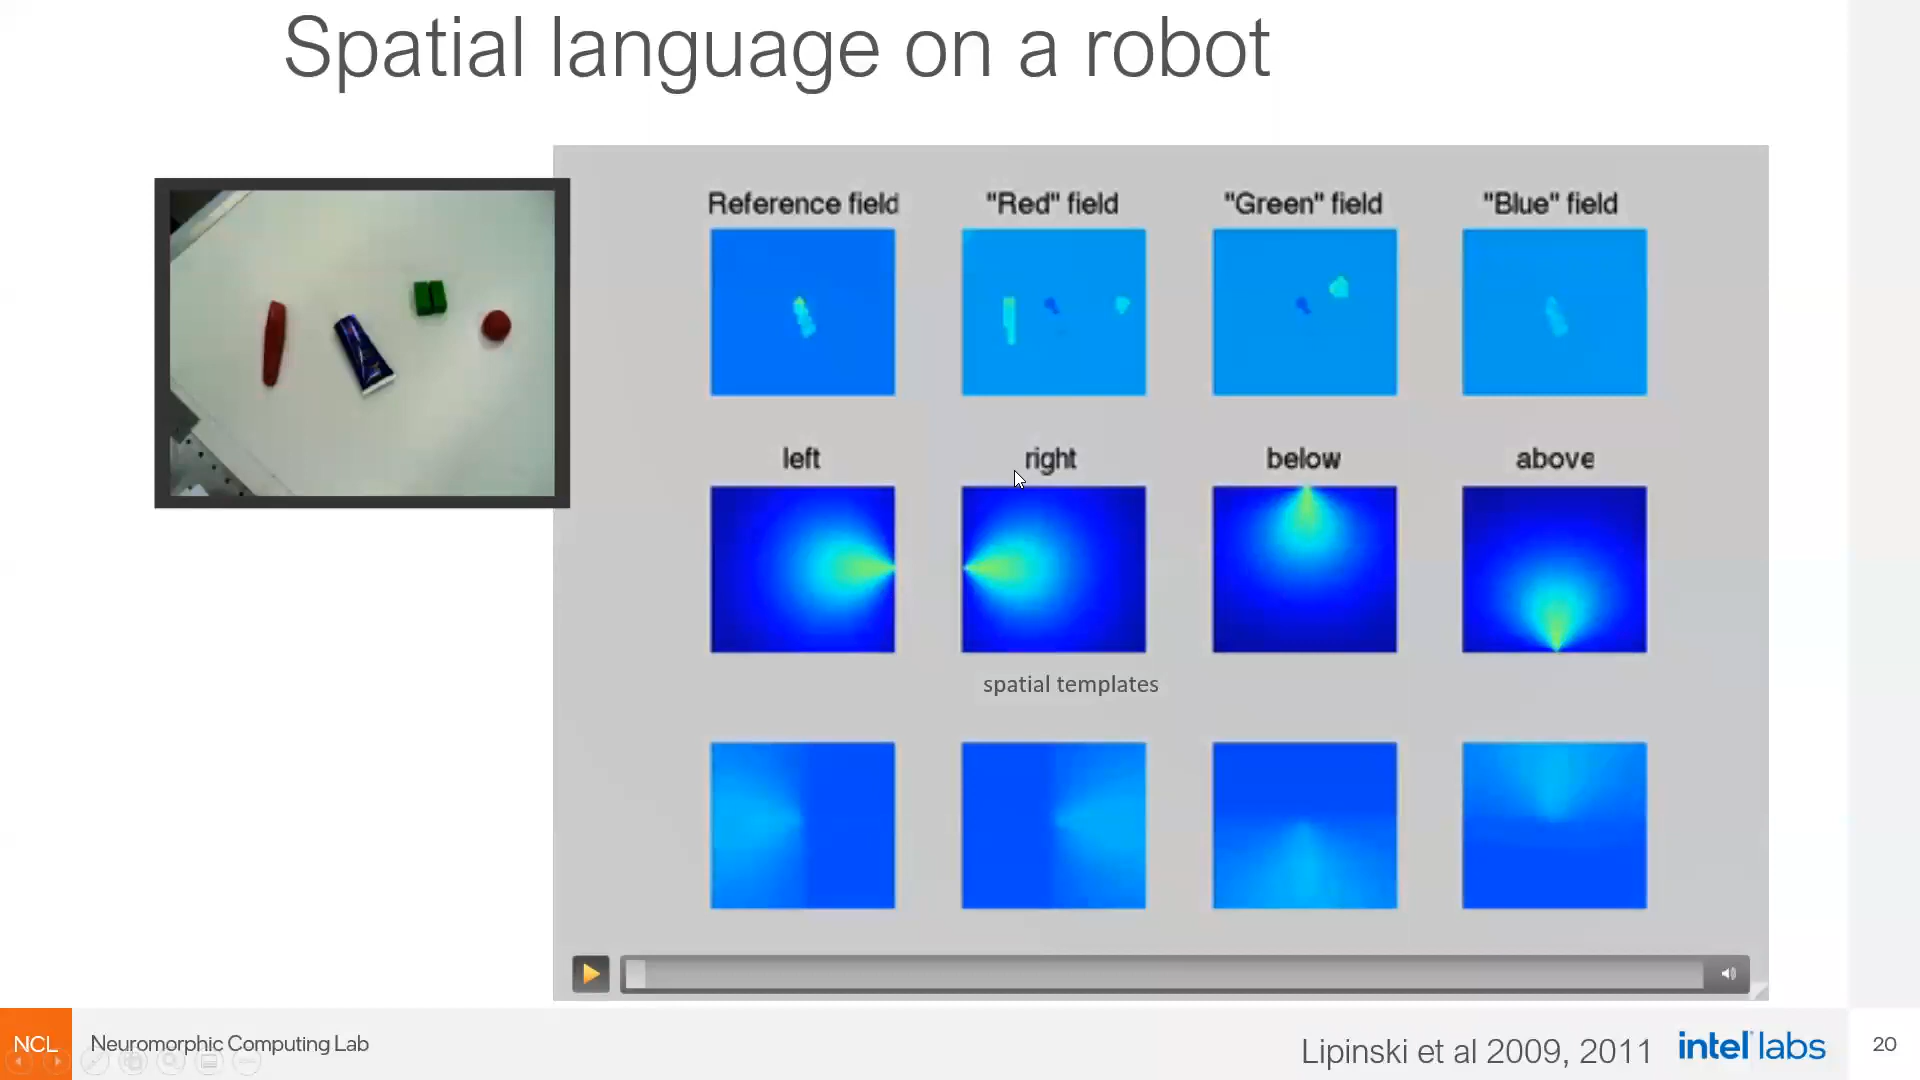 Spatial language on a robot
Reference field
"Red" field
"Green" field
"Blue" field
left
right
below
above
spatial templates
NCL
Neuromorphic Computing Lab
Lipinski et al 2009, 2011
intel labs
20